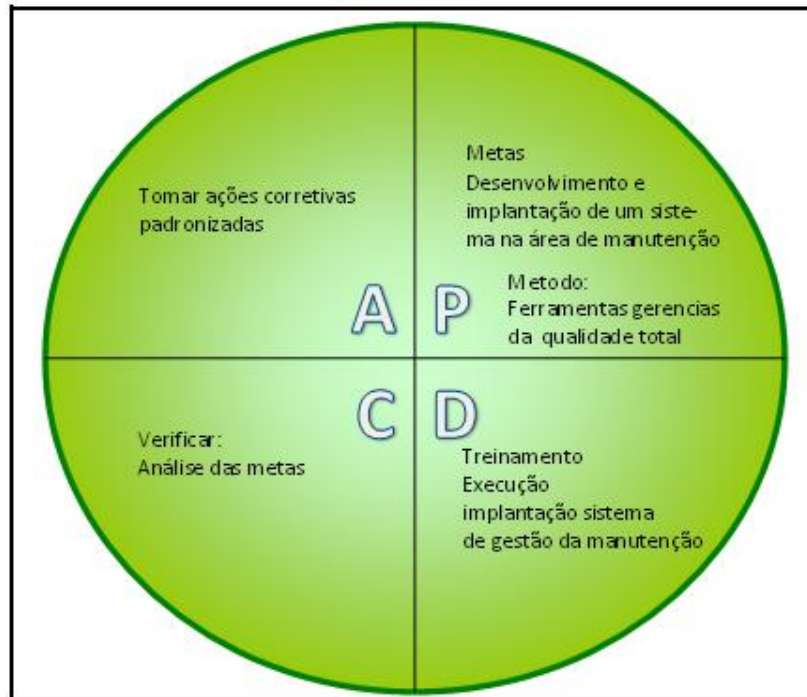 Tomar ações corretivas
padronizadas
Metas
Desenvolvimento e
implantação de um siste-
ma na área de manutenção
Metodo:
Ferramentas gerencias
da qualidade total
A P
C D
Verificar:
Análise das metas
Treinamento
Execução
implantação sistema
de gestão da manutenção